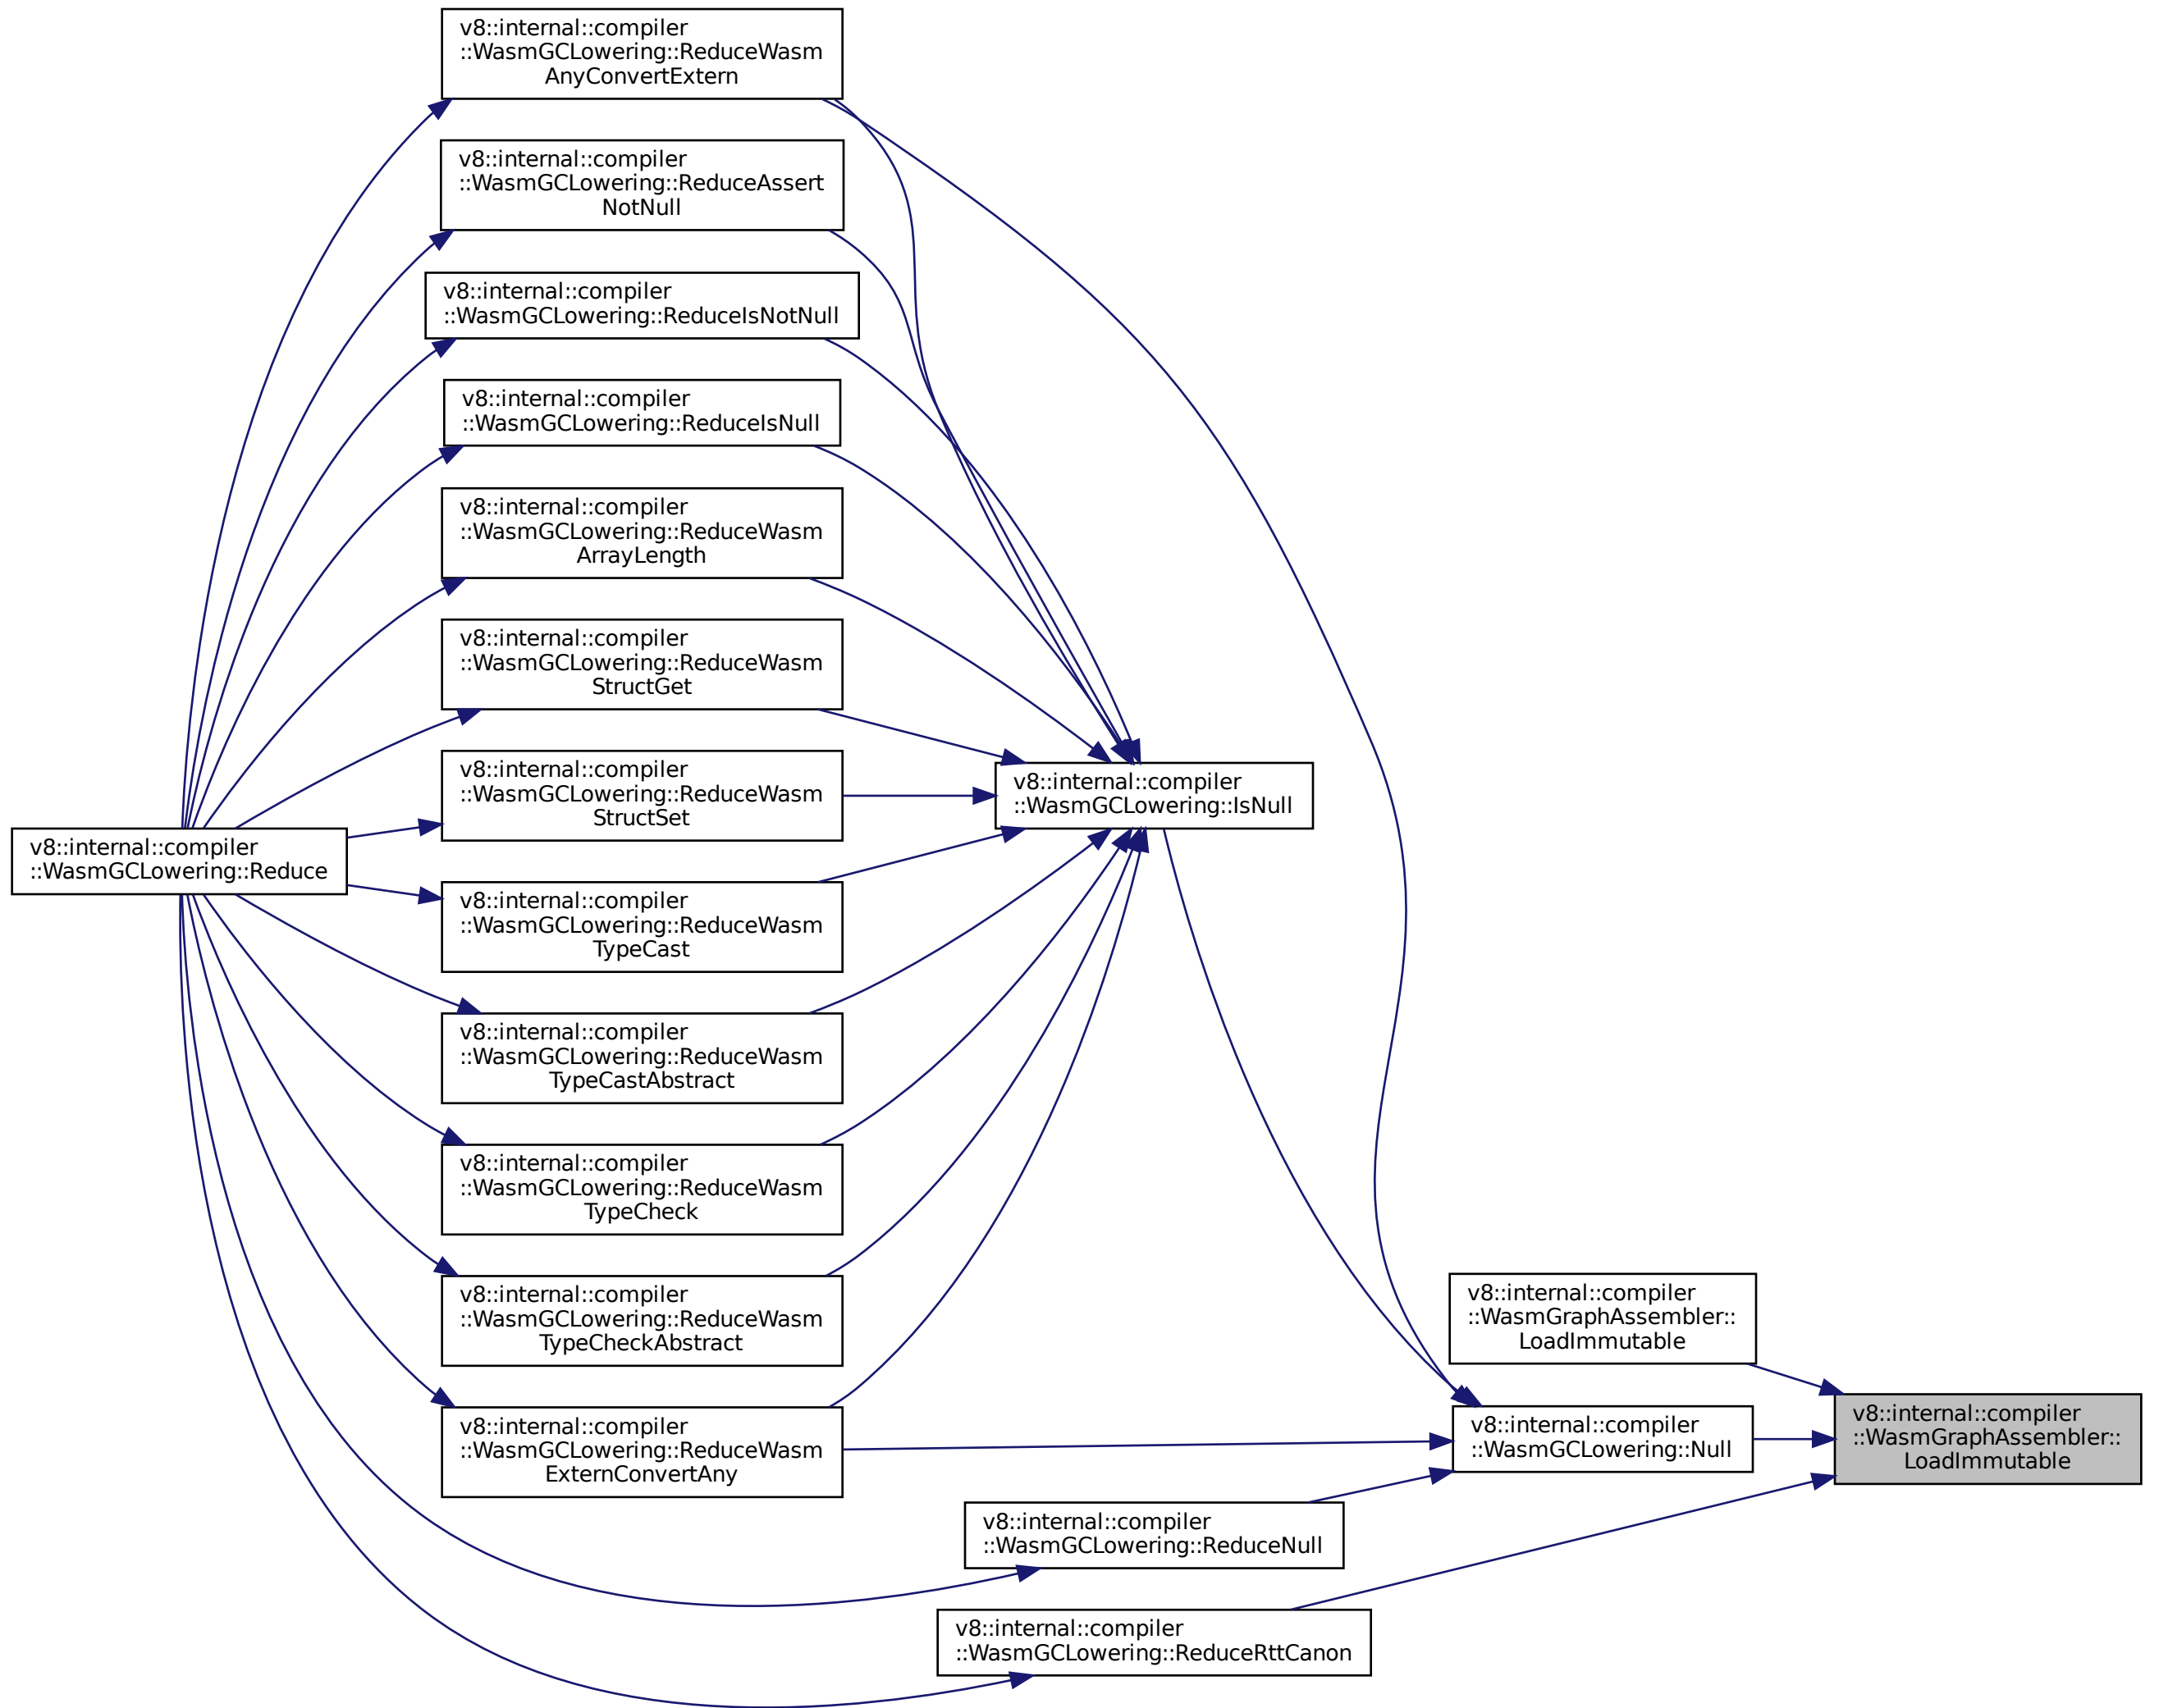 v8::internal::compiler
::WasmGCLowering::ReduceWasm
AnyConvertExtern
v8::internal::compiler
::WasmGCLowering::ReduceAssert
NotNull
v8::internal::compiler
::WasmGCLowering::ReduceIsNotNull
v8::internal::compiler
::WasmGCLowering::ReduceIsNull
v8::internal::compiler
::WasmGCLowering::ReduceWasm
ArrayLength
v8::internal::compiler
::WasmGCLowering::ReduceWasm
StructGet
v8::internal::compiler
::WasmGCLowering::ReduceWasm
StructSet
v8::internal::compiler
::WasmGCLowering::IsNull
v8::internal::compiler
::WasmGCLowering::Reduce
v8::internal::compiler
::WasmGCLowering::ReduceWasm
TypeCast
v8::internal::compiler
::WasmGCLowering::ReduceWasm
TypeCastAbstract
v8::internal::compiler
::WasmGCLowering::ReduceWasm
TypeCheck
v8::internal::compiler
::WasmGCLowering::ReduceWasm
TypeCheckAbstract
v8::internal::compiler
::WasmGraphAssembler::
LoadImmutable
v8::internal::compiler
::WasmGCLowering::ReduceWasm
ExternConvertAny
v8::internal::compiler
::WasmGCLowering::Null
v8::internal::compiler
::WasmGraphAssembler::
LoadImmutable
v8::internal::compiler
::WasmGCLowering::ReduceNull
v8::internal::compiler
::WasmGCLowering::ReduceRttCanon